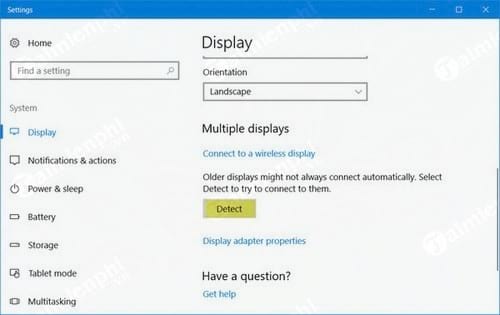 Settings
Home
Find a setting
System
Display
Notifications & actions
Power & sleep
Battery
Storage
Tablet mode
Multitasking
Display
Orientation
Landscape
Multiple displays
Connect to a wireless display
Older displays might not always connect automatically. Select
Detect to try to connect to them.
Detect
Display adapter properties
Have a question?
Get help